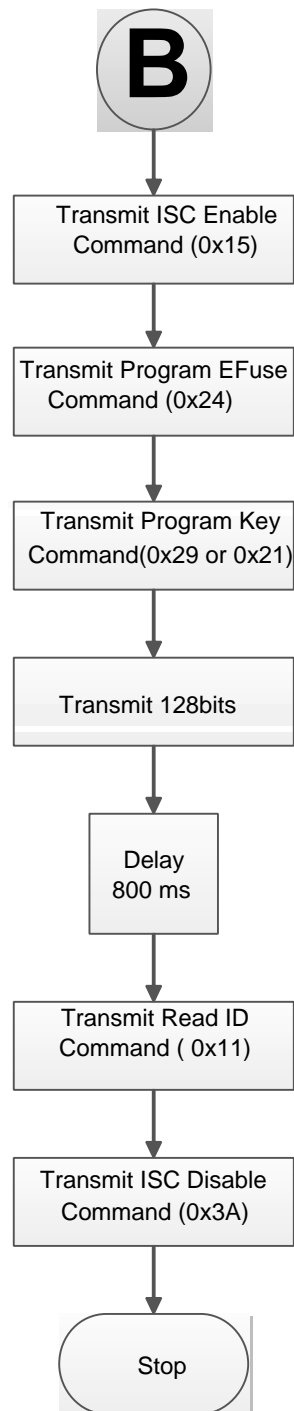 B
Transmit ISC Enable
Command (0x15)
Transmit Program EFuse
Command (0x24)
Transmit Program Key
Command(0x29 or 0x21)
Transmit 128bits
Delay
800 ms
Transmit Read ID
Command ( 0x11)
Transmit ISC Disable
Command (0x3A)
Stop